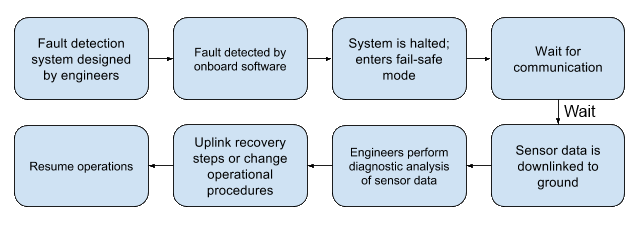 Fault detection
system designed
by engineers
Fault detected by
onboard software
System is halted;
enters fail-safe
mode
Wait for
communication
Wait
Sensor data is
downlinked to
ground
Engineers perform
diagnostic analysis
of sensor data
Uplink recovery
steps or change
operational
procedures
Resume operations